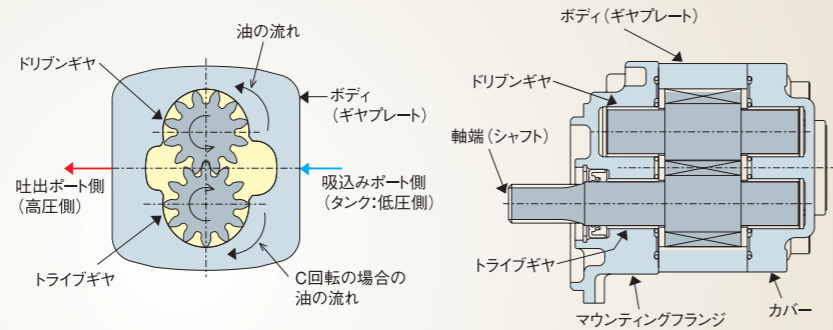 油の流れ
ドリブンギヤ
ボディ
(ギヤプレート)
吐出ポート側
(高圧側)
吸込みポート側
(タンク:低圧側)
トライブギヤ
C回転の場合の
油の流れ
ボディ(ギヤプレート)
ドリブンギヤ
軸端(シャフト)
トライブギヤ
カバー
マウンティングフランジ